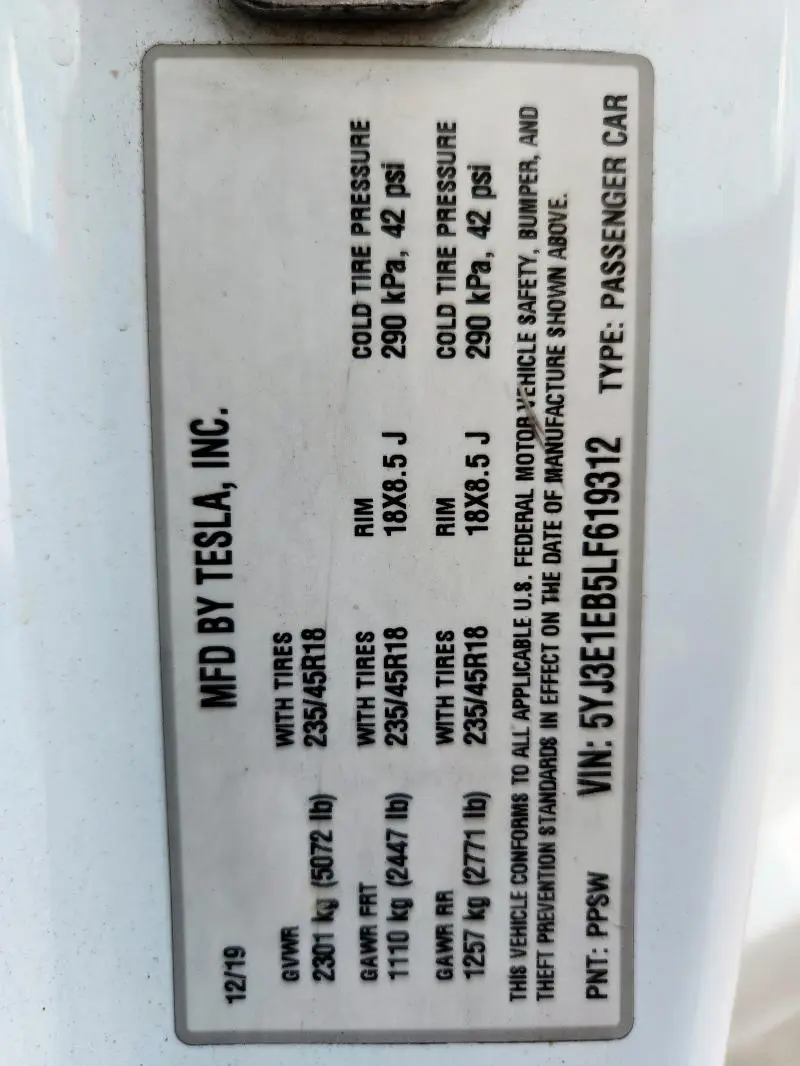 12/19 MFD BY TESLA, INC.
GVWR WITH TIRES
2301 kg (5072 lb) 235/45R18
GAWR FRT WITH TIRES RIM COLD TIRE PRESSURE
1110 kg (2447 lb) 235/45R18 18X8.5 J 290 kPa, 42 psi
GAWR RR WITH TIRES RIM COLD TIRE PRESSURE
1257 kg (2771 lb) 235/45R18 18X8.5 J 290 kPa, 42 psi
THIS VEHICLE CONFORMS TO ALL APPLICABLE U.S. FEDERAL MOTOR VEHICLE SAFETY, BUMPER, AND
THEFT PREVENTION STANDARDS IN EFFECT ON THE DATE OF MANUFACTURE SHOWN ABOVE.
PNT: PPSW VIN: 5YJ3E1EB5LF619312 TYPE: PASSENGER CAR